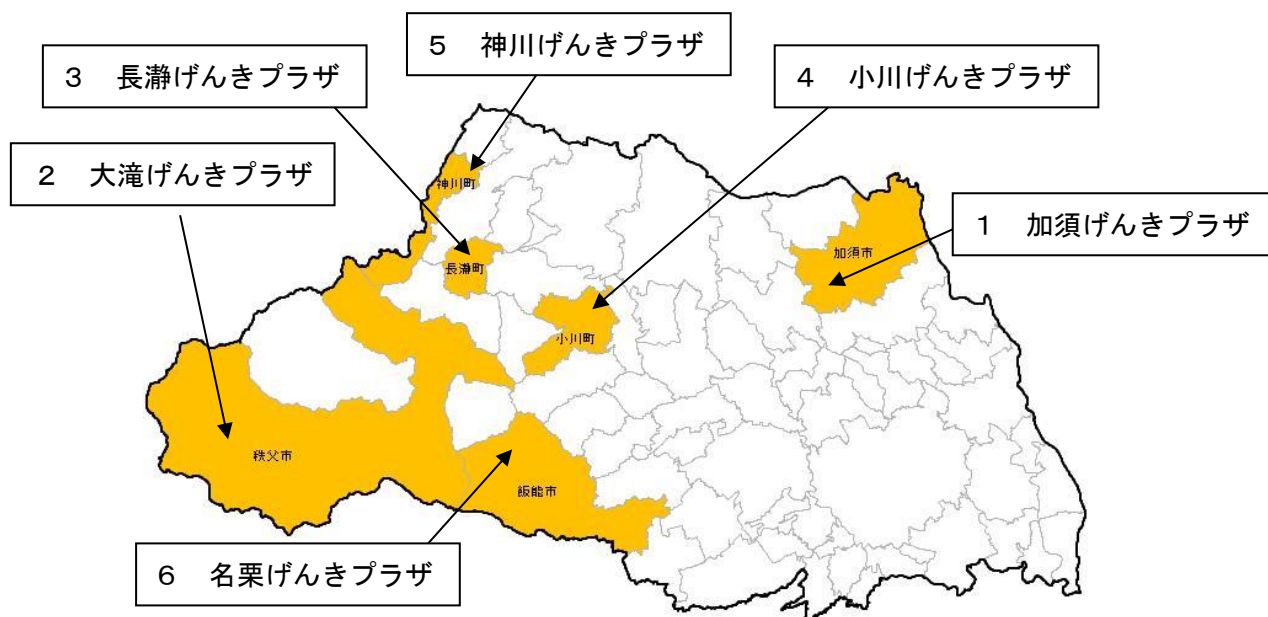 5 神川げんきプラザ
3 長瀞げんきプラザ
4 小川げんきプラザ
2 大滝げんきプラザ
神川町
1 加須げんきプラザ
加須市
長瀞町
小川町
秩父市
飯能市
6 名栗げんきプラザ